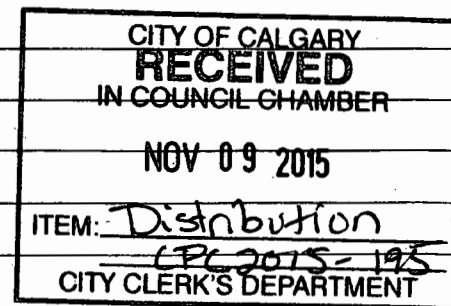 CITY OF CALGARY
RECEIVED
IN COUNCIL CHAMBER
NOV 09 2015
ITEM: Distribution
CPC2015-195
CITY CLERK'S DEPARTMENT